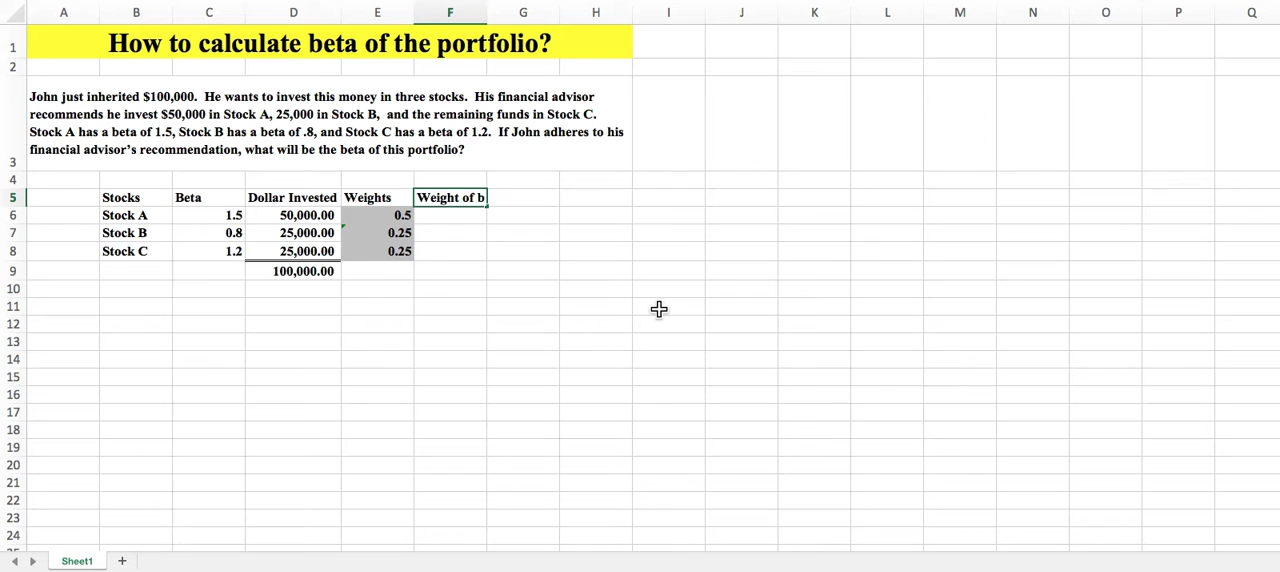 A B C D E F G H I J K L M N O P Q
1 How to calculate beta of the portfolio?
2
John just inherited $100,000. He wants to invest this money in three stocks. His financial advisor
recommends he invest $50,000 in Stock A, 25,000 in Stock B, and the remaining funds in Stock C.
Stock A has a beta of 1.5, Stock B has a beta of .8, and Stock C has a beta of 1.2. If John adheres to his
financial advisor's recommendation, what will be the beta of this portfolio?
3
4
5 Stocks Beta Dollar Invested Weights Weight of b
6 Stock A 1.5 50,000.00 0.5
7 Stock B 0.8 25,000.00 0.25
8 Stock C 1.2 25,000.00 0.25
9 100,000.00
10
11
12
13
14
15
16
17
18
19
20
21
22
23
24
Sheet1 +